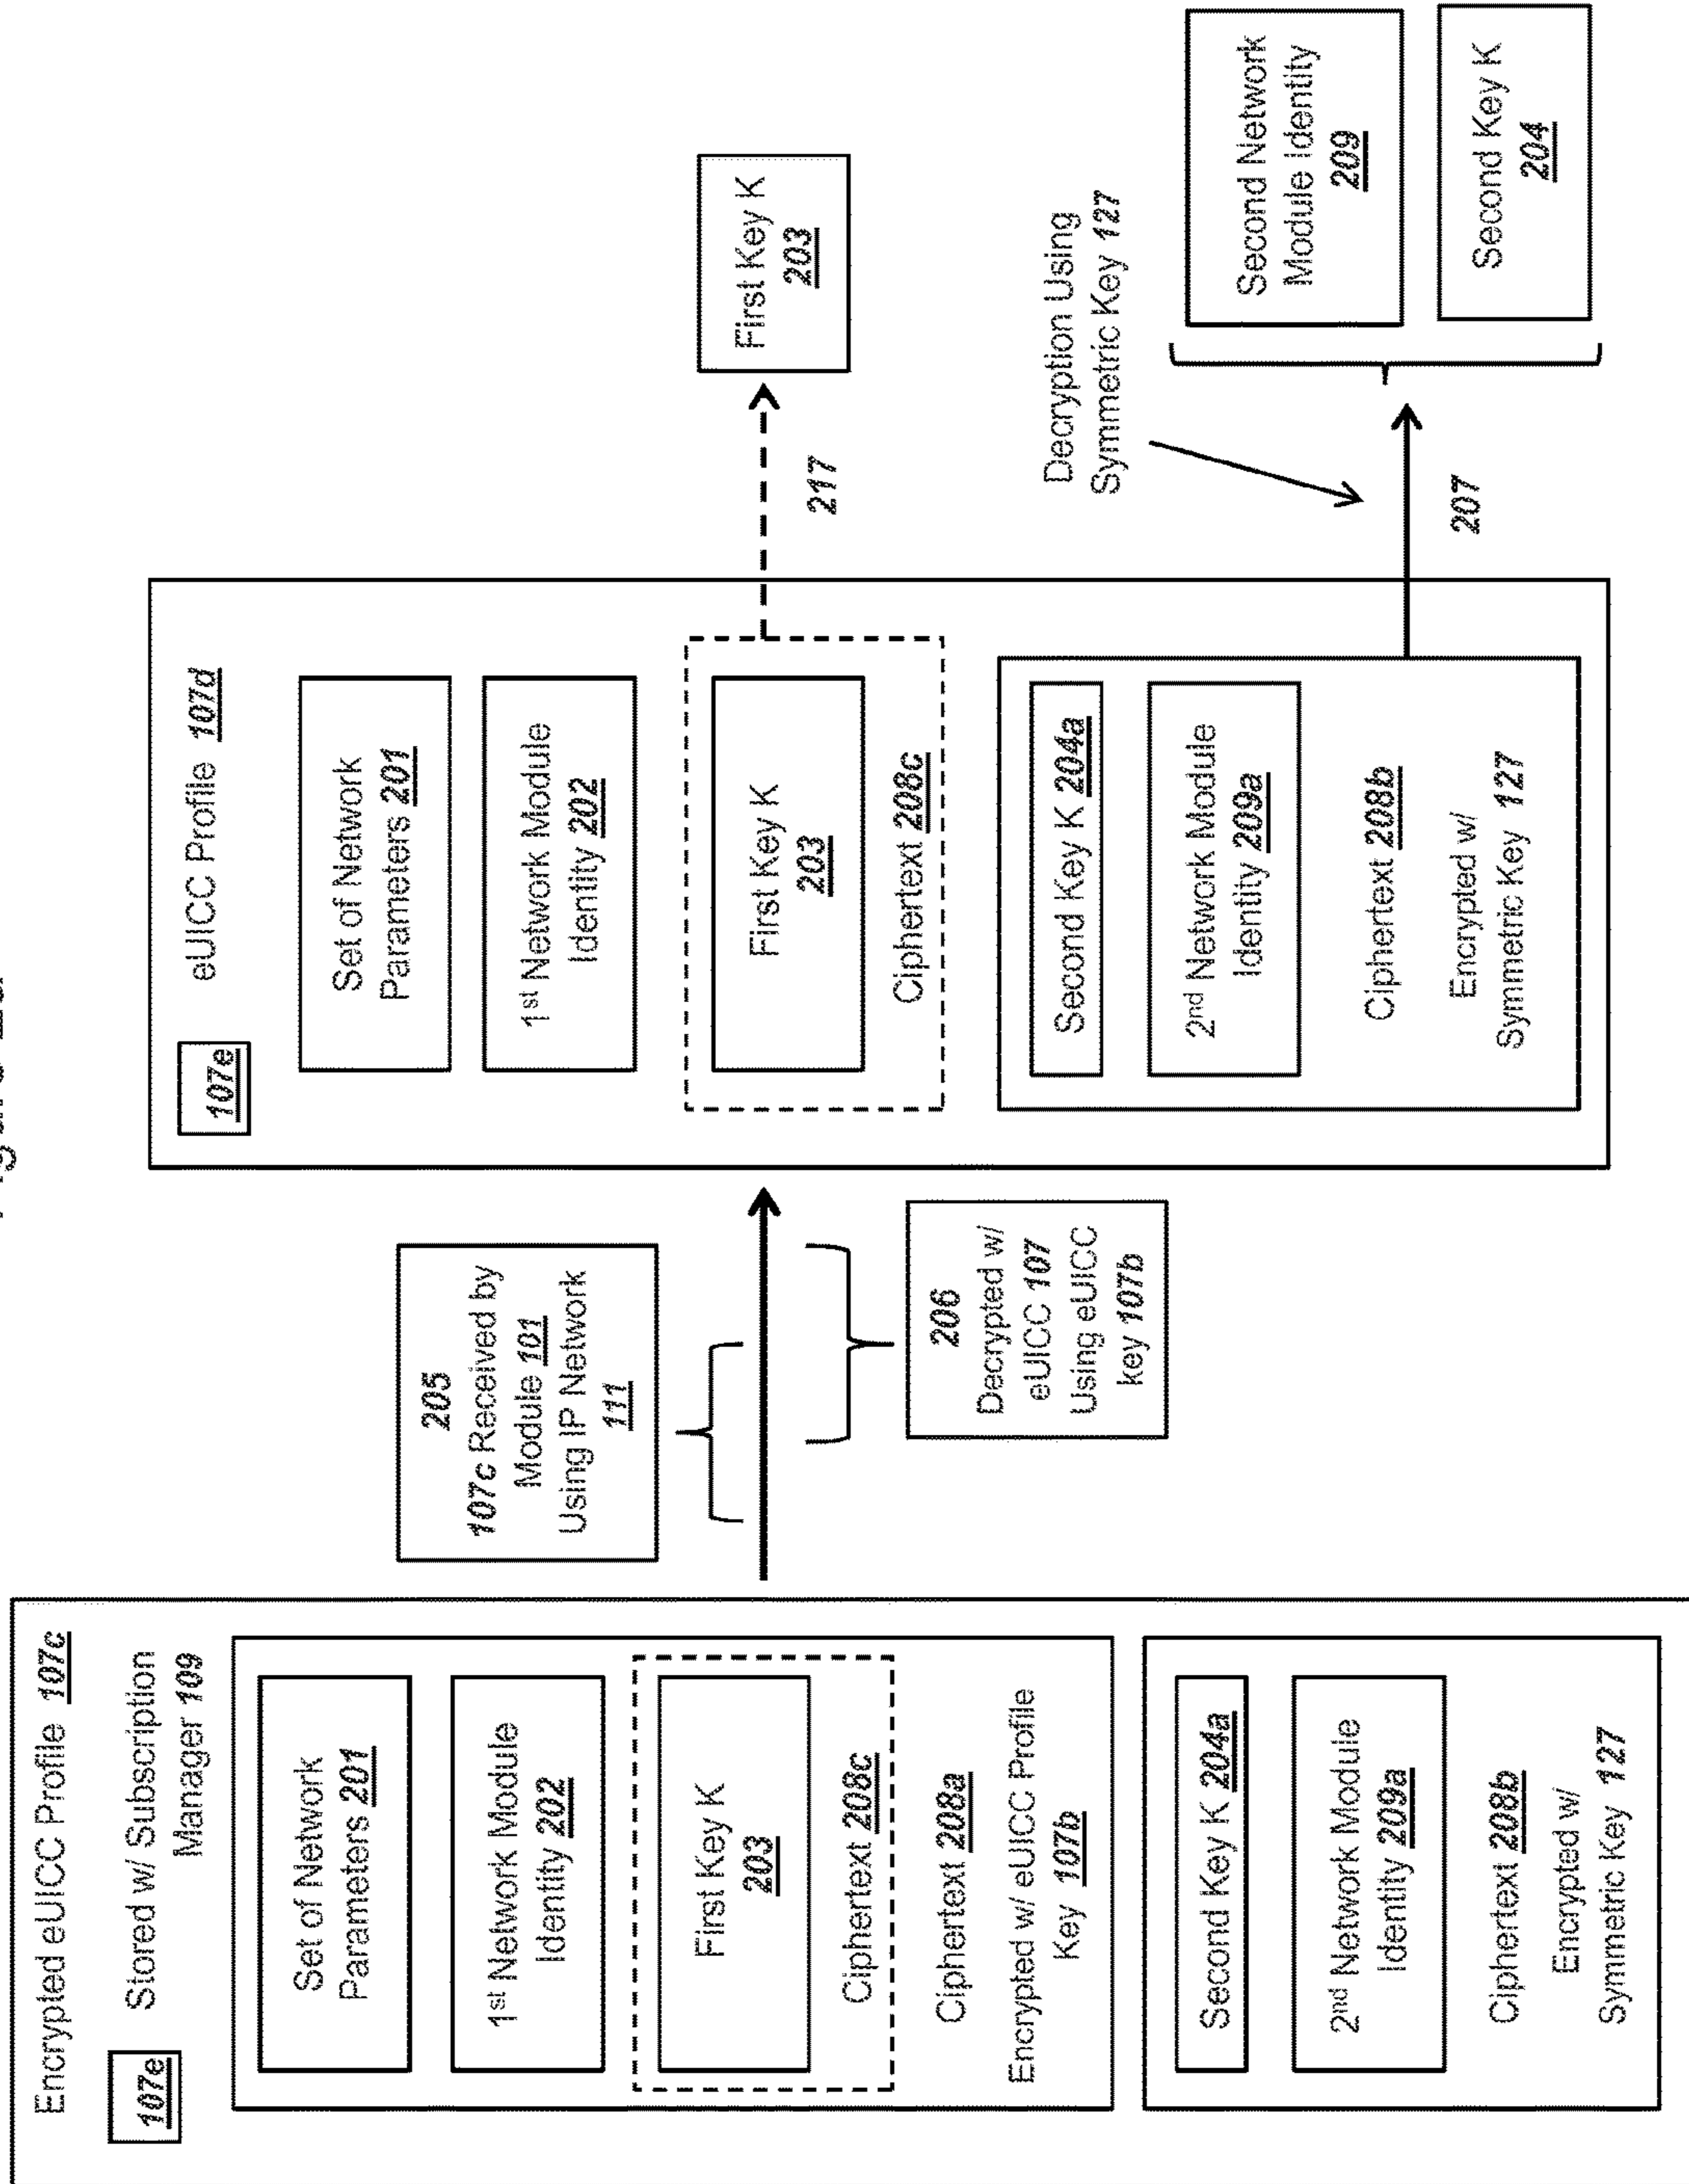 Encrypted eUICC Profile 107c
107e
Stored w/ Subscription
Manager 109
Set of Network
Parameters 201
1st Network Module
Identity 202
First Key K
203
Ciphertext 208c
Ciphertext 208a
Encrypted w/ eUICC Profile
Key 107b
Second Key K 204a
2nd Network Module
Identity 209a
Ciphertext 208b
Encrypted w/
Symmetric Key 127
205
107c Received by
Module 101
Using IP Network
111
206
Decrypted w/
eUICC 107
Using eUICC
key 107b
107e
eUICC Profile 107d
Set of Network
Parameters 201
1st Network Module
Identity 202
First Key K
203
Ciphertext 208c
Second Key K 204a
2nd Network Module
Identity 209a
Ciphertext 208b
Encrypted w/
Symmetric Key 127
217
First Key K
203
Decryption Using
Symmetric Key 127
207
Second Network
Module Identity
209
Second Key K
204